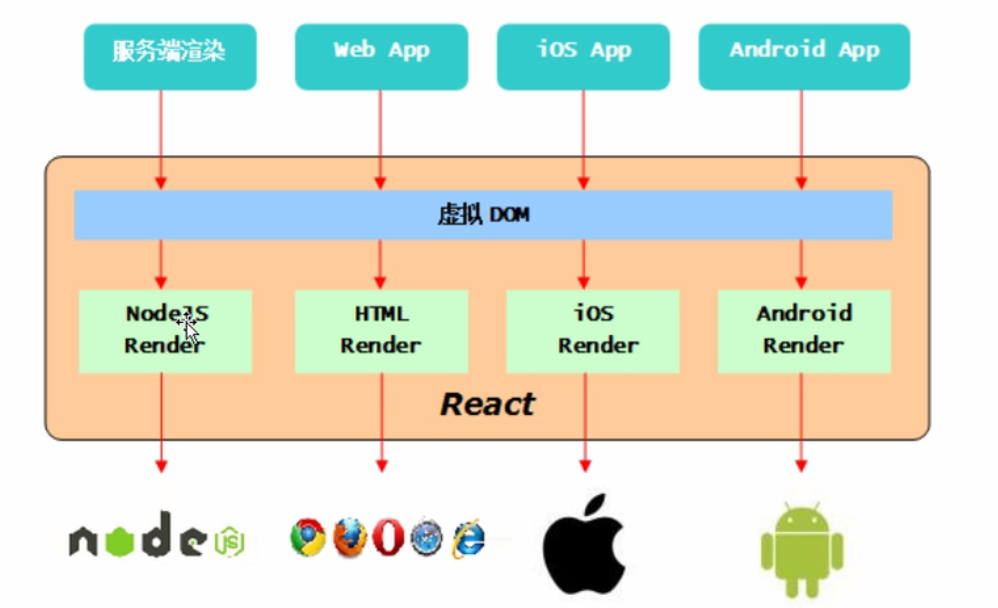 服务端渲染
Web App
iOS App
Android App
虚拟 DOM
NodeJS
Render
HTML
Render
iOS
Render
Android
Render
React
node
JS